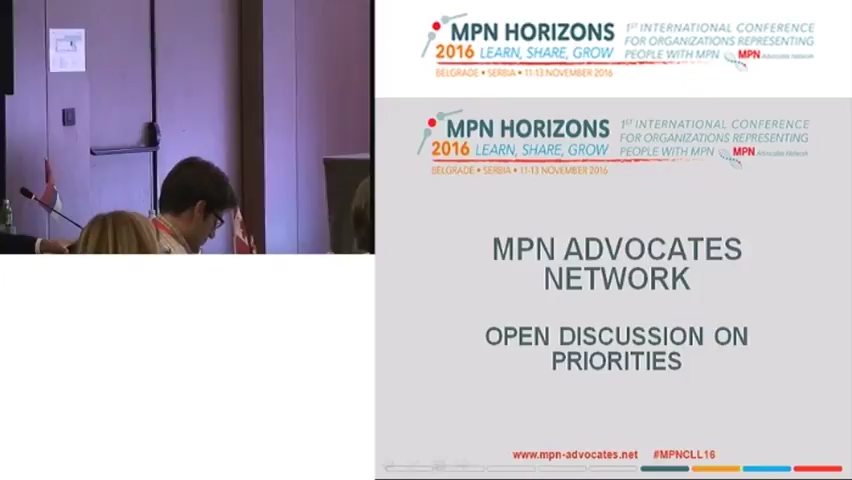 MPN HORIZONS
2016 LEARN, SHARE, GROW
BELGRADE • SERBIA • 11-13 NOVEMBER 2016
1ST INTERNATIONAL CONFERENCE
FOR ORGANIZATIONS REPRESENTING
PEOPLE WITH MPN MPN Advocates Network
MPN HORIZONS
2016 LEARN, SHARE, GROW
BELGRADE • SERBIA • 11-13 NOVEMBER 2016
1ST INTERNATIONAL CONFERENCE
FOR ORGANIZATIONS REPRESENTING
PEOPLE WITH MPN MPN Advocates Network
MPN ADVOCATES
NETWORK
OPEN DISCUSSION ON
PRIORITIES
www.mpn-advocates.net #MPNCLL16